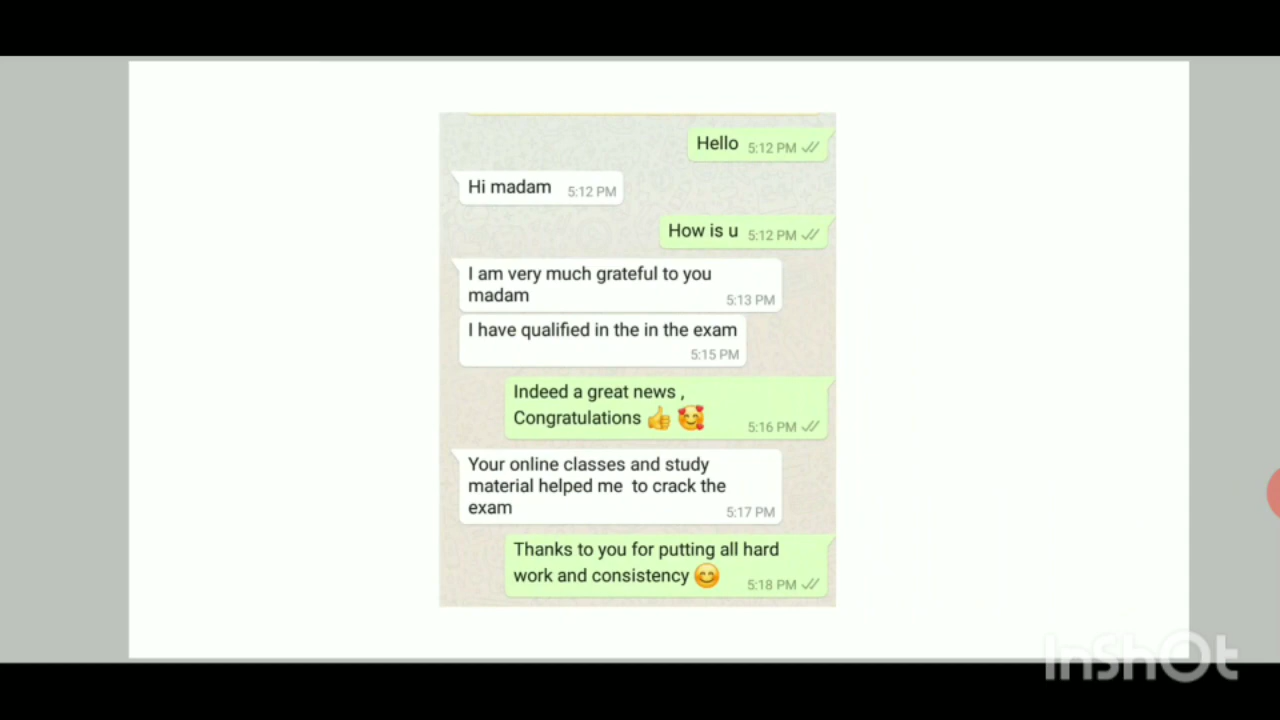 Hello 5:12 PM
Hi madam 5:12 PM
How is u 5:12 PM
I am very much grateful to you
madam 5:13 PM
I have qualified in the in the exam
5:15 PM
Indeed a great news ,
Congratulations 👍 🥰 5:16 PM
Your online classes and study
material helped me  to crack the
exam 5:17 PM
Thanks to you for putting all hard
work and consistency 😊 5:18 PM
InShOt